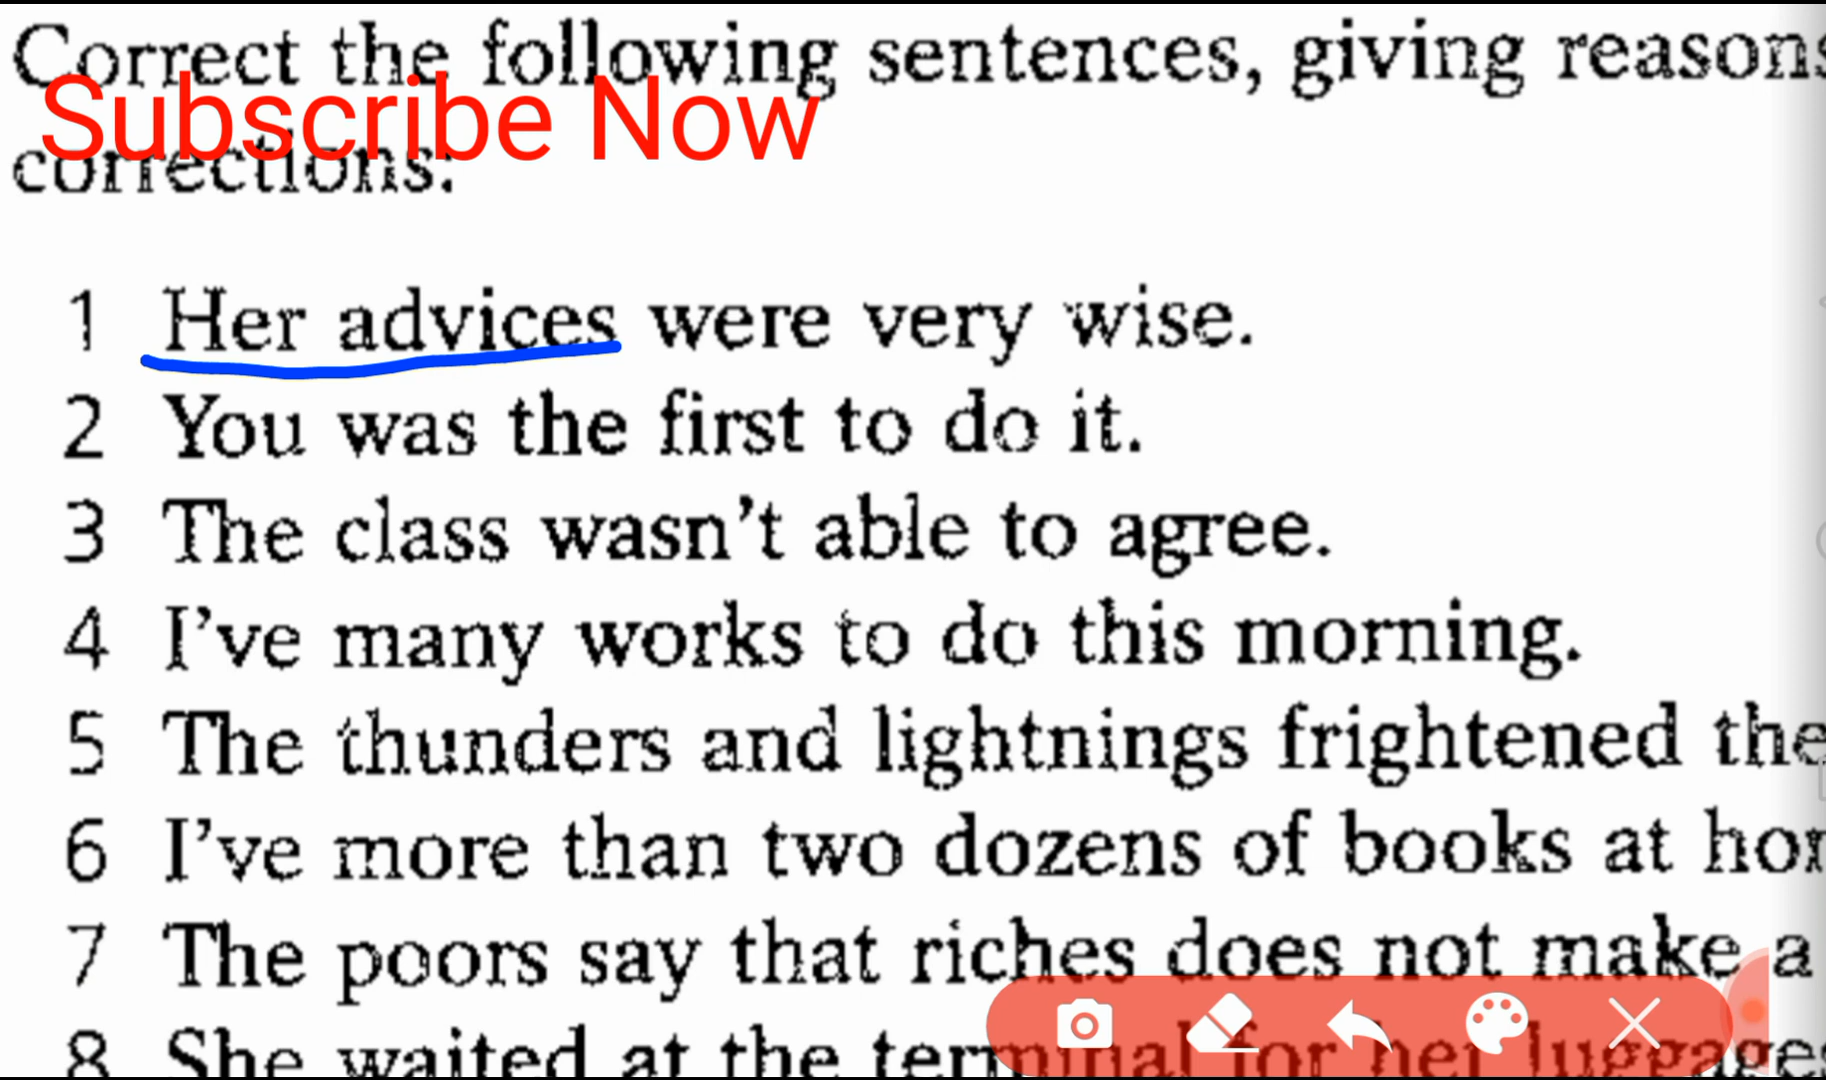 Correct the following sentences, giving reasons
Subscribe Now
corrections:
1 Her advices were very wise.
2 You was the first to do it.
3 The class wasn't able to agree.
4 I've many works to do this morning.
5 The thunders and lightnings frightened the
6 I've more than two dozens of books at
7 The poors say that riches does not make a
8 She waited at the terminal for her